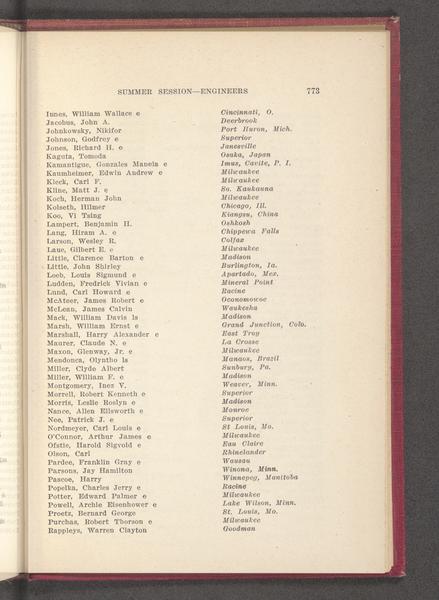 SUMMER SESSION—ENGINEERS 773
Iunes, William Wallace e Cincinnati, O.
Jacobus, John A. Deerbrook
Johnkowsky, Nikifor Port Huron, Mich.
Johnson, Godfrey e Superior
Jones, Richard H. e Janesville
Kaguta, Tomoda Osaka, Japan
Kamantigue, Gonzales Maneia e Imus, Cavite, P. I.
Kaumheimer, Edwin Andrew e Milwaukee
Kleck, Carl F. Milwaukee
Kline, Matt J. e So. Kaukauna
Koch, Herman John Milwaukee
Kolseth, Hilmer Chicago, Ill.
Koo, Vi Tsing Kiangsu, China
Lampert, Benjamin H. Oshkosh
Lang, Hiram A. e Chippewa Falls
Larson, Wesley R. Colfax
Laue, Gilbert E. e Milwaukee
Little, Clarence Barton e Madison
Little, John Shirley Burlington, Ia.
Loeb, Louis Sigmund e Apartado, Mex.
Ludden, Fredrick Vivian e Mineral Point
Lund, Carl Howard e Racine
McAteer, James Robert e Oconomowoc
McLean, James Calvin Waukesha
Mack, William Davis ls Madison
Marsh, William Ernst e Grand Junction, Colo.
Marshall, Harry Alexander e East Troy
Maurer, Claude N. e La Crosse
Maxon, Glenway, Jr. e Milwaukee
Mendonca, Olyntho ls Manaos, Brazil
Miller, Clyde Albert Sunbury, Pa.
Miller, William F. e Madison
Montgomery, Inez V. Weaver, Minn.
Morrell, Robert Kenneth e Superior
Morris, Leslie Roslyn e Madison
Nance, Allen Ellsworth e Monroe
Nee, Patrick J. e Superior
Nordmeyer, Carl Louis e St Louis, Mo.
O'Connor, Arthur James e Milwaukee
Ofstie, Harold Sigvold e Eau Claire
Olson, Carl Rhinelander
Pardee, Franklin Gray e Wausau
Parsons, Jay Hamilton Winona, Minn.
Pascoe, Harry Winnepeg, Manitoba
Popelka, Charles Jerry e Racine
Potter, Edward Palmer e Milwaukee
Powell, Archie Eisenhower e Lake Wilson, Minn.
Proetz, Bernard George St. Louis, Mo.
Purchas, Robert Thorson e Milwaukee
Rappleys, Warren Clayton Goodman